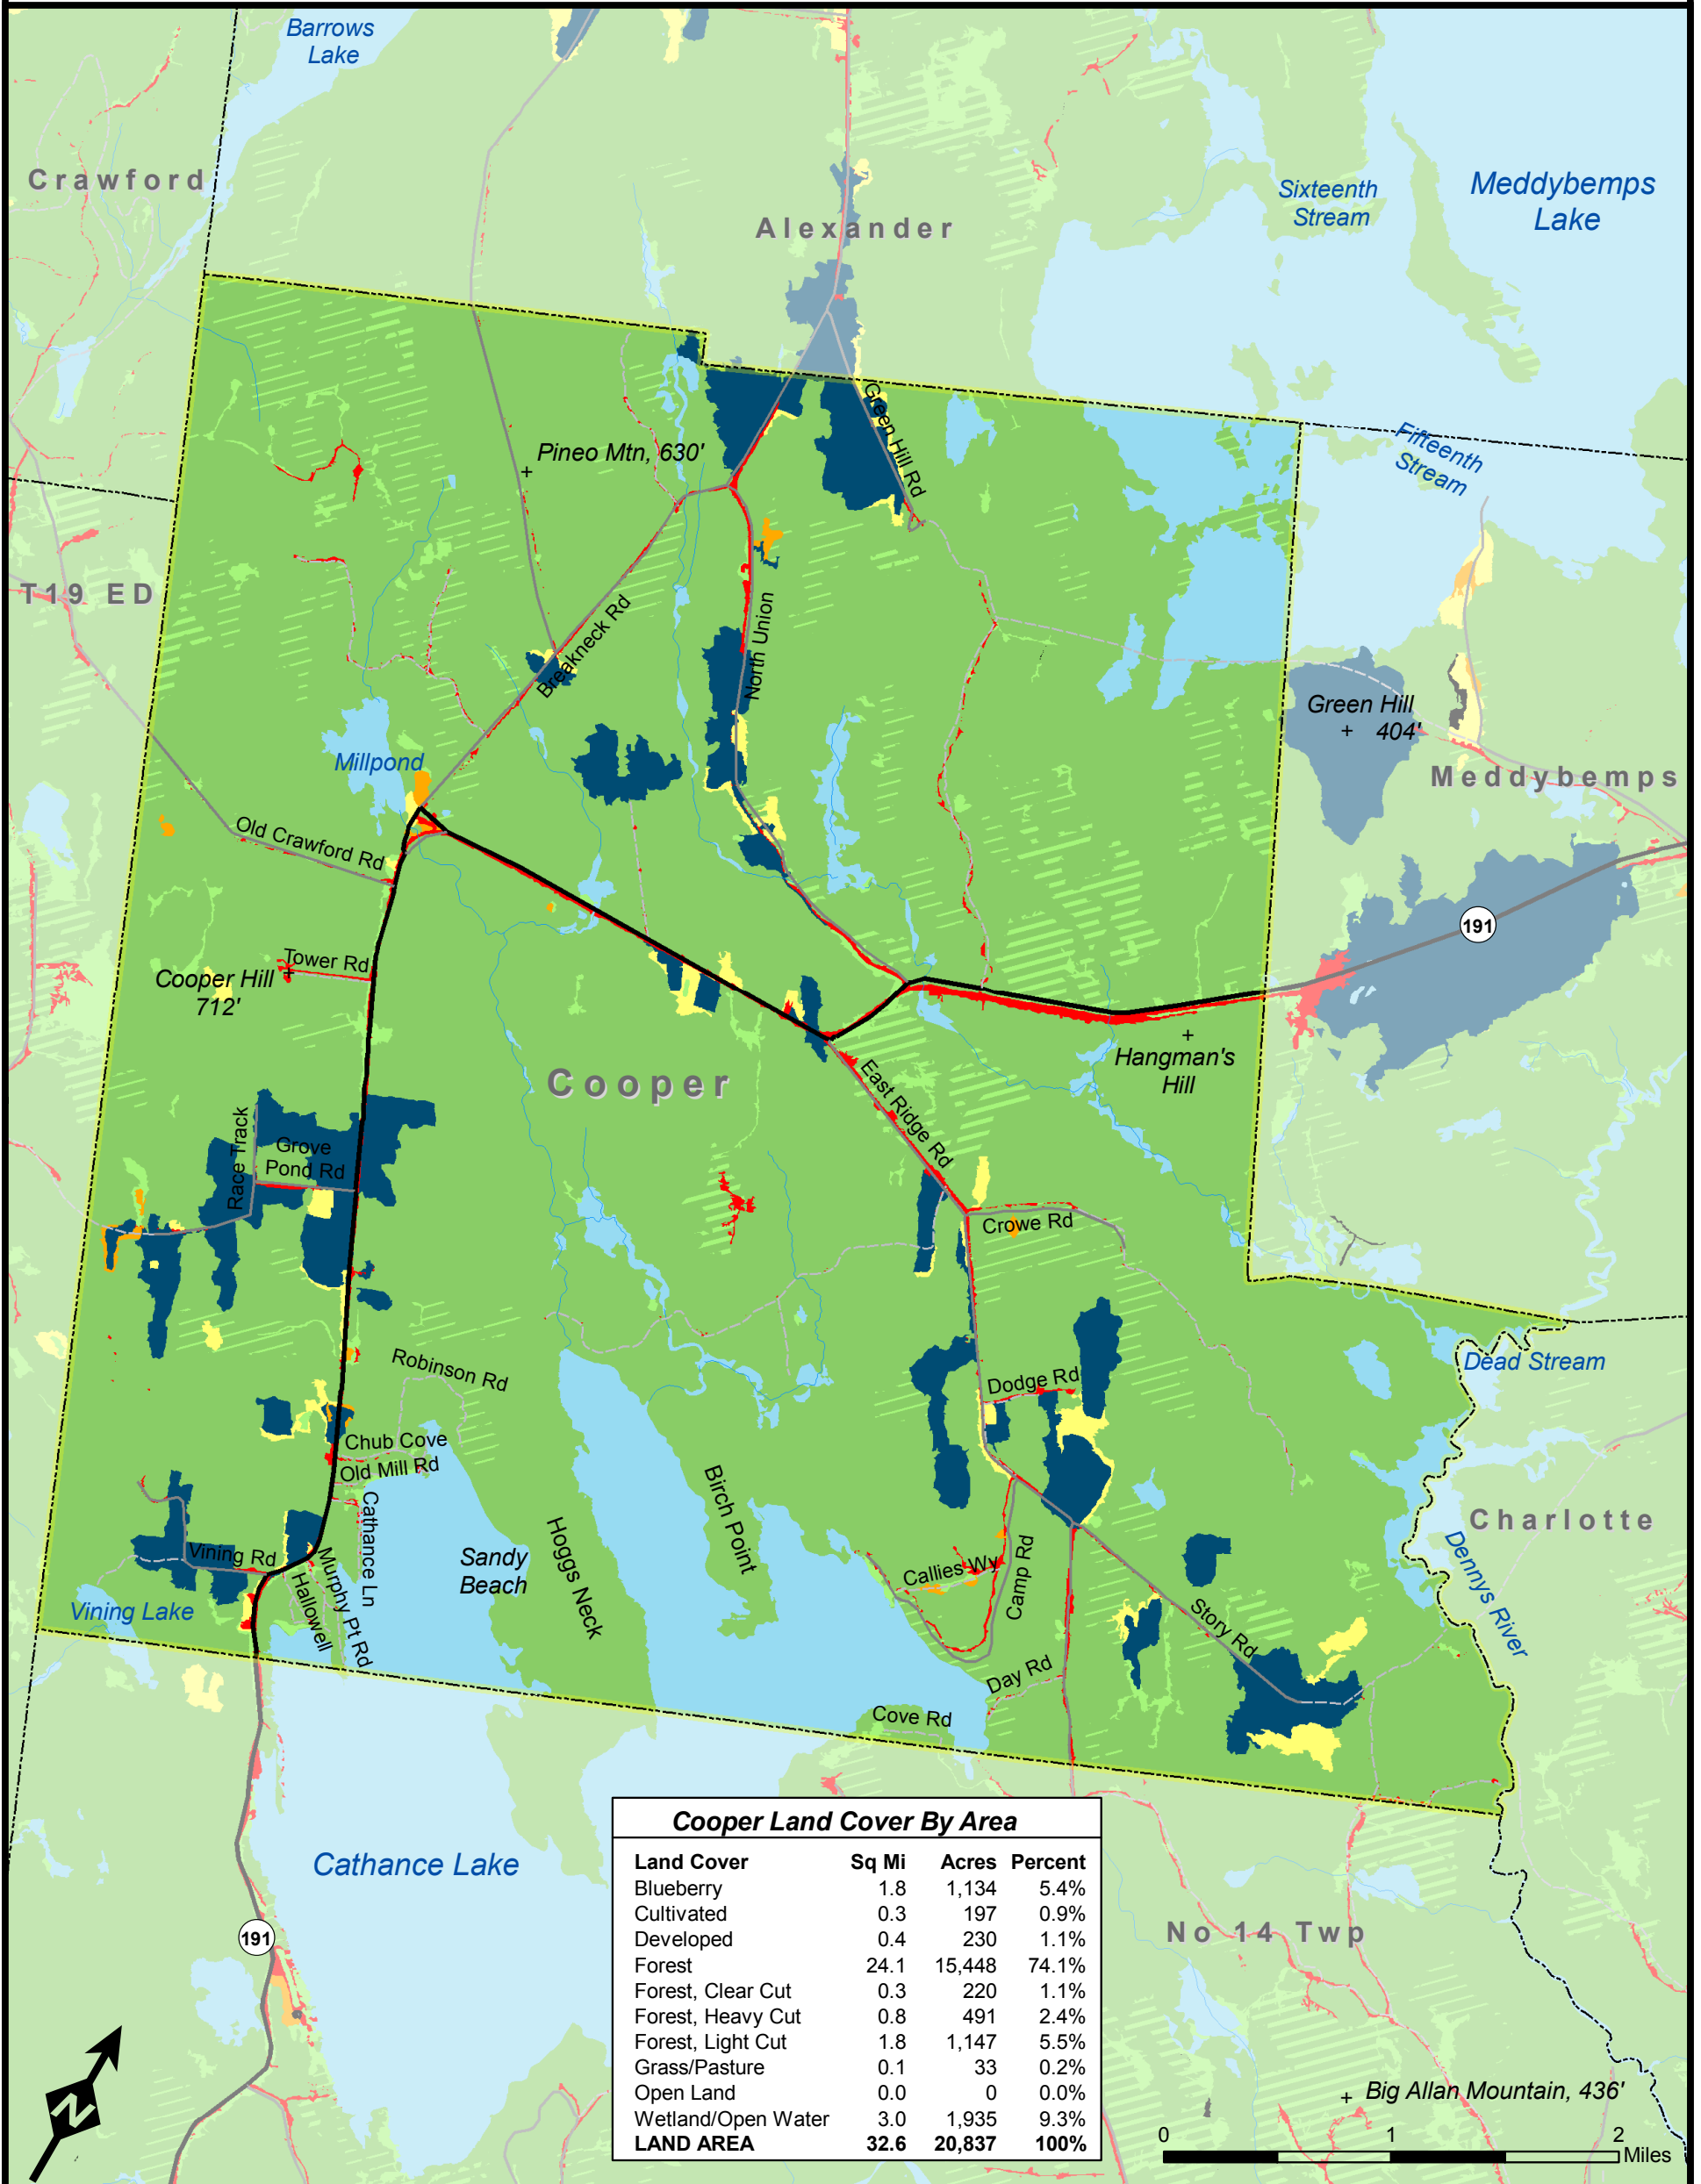 Barrows
Lake
Crawford
Alexander
Sixteenth
Stream
Meddybemps
Lake
Green Hill Rd
Pineo Mtn, 630'
Fifteenth
Stream
T19 ED
Breakneck Rd
North Union
Green Hill
+ 404'
Millpond
Meddybemps
Old Crawford Rd
191
Tower Rd
Cooper Hill
712'
Hangman's
Hill
Cooper
East Ridge Rd
Race Track
Grove
Pond Rd
Crowe Rd
Dead Stream
Robinson Rd
Dodge Rd
Chub Cove
Old Mill Rd
Cathance Ln
Birch Point
Hoggs Neck
Sandy
Beach
Charlotte
Dennys River
Vining Rd
Murphy Pt Rd
Hallowell
Callies Wy
Camp Rd
Story Rd
Vining Lake
Day Rd
Cove Rd
Cathance Lake
191
No 14 Twp
Cooper Land Cover By Area
Land Cover Sq Mi Acres Percent
Blueberry 1.8 1,134 5.4%
Cultivated 0.3 197 0.9%
Developed 0.4 230 1.1%
Forest 24.1 15,448 74.1%
Forest, Clear Cut 0.3 220 1.1%
Forest, Heavy Cut 0.8 491 2.4%
Forest, Light Cut 1.8 1,147 5.5%
Grass/Pasture 0.1 33 0.2%
Open Land 0.0 0 0.0%
Wetland/Open Water 3.0 1,935 9.3%
LAND AREA 32.6 20,837 100%
Big Allan Mountain, 436'
N
0 1 2
Miles